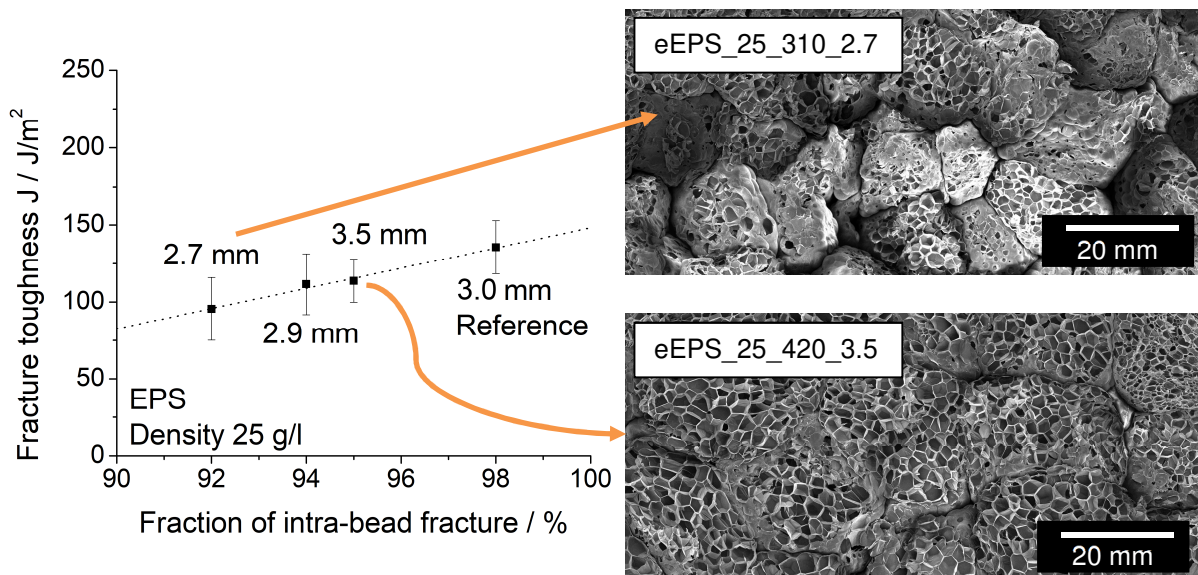 Fracture toughness J / J/m²
250
200
150
100
50
0
90
92
94
96
98
100
Fraction of intra-bead fracture / %
2.7 mm
3.5 mm
2.9 mm
3.0 mm
Reference
EPS
Density 25 g/l
eEPS_25_310_2.7
20 mm
eEPS_25_420_3.5
20 mm